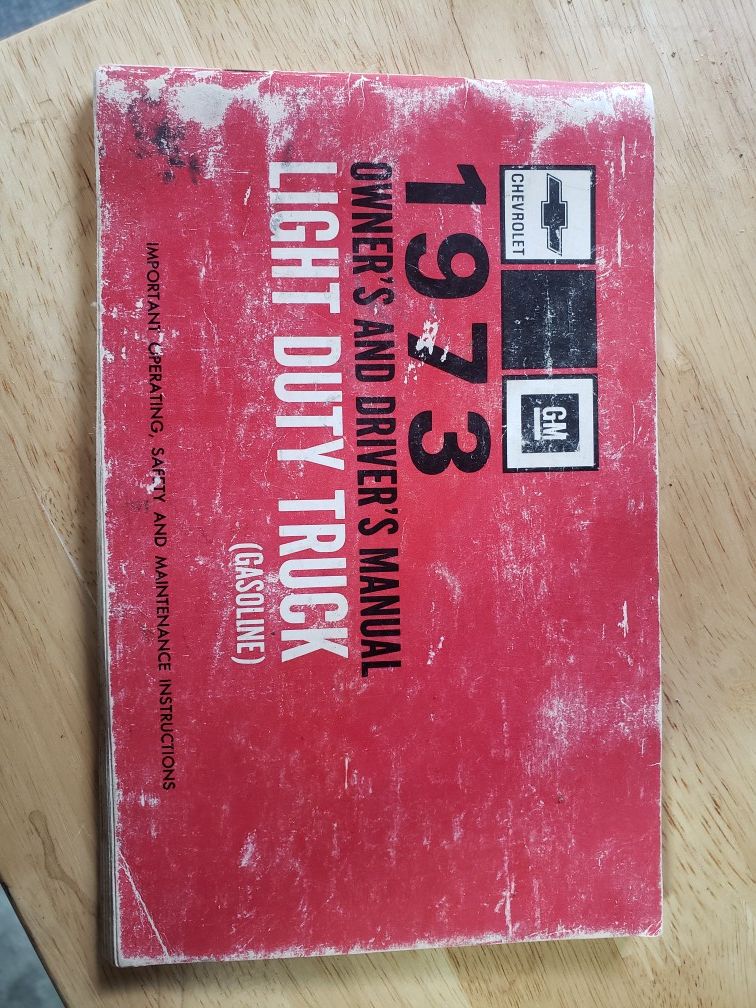 CHEVROLET
GM
1973
OWNER'S AND DRIVER'S MANUAL
LIGHT DUTY TRUCK
(GASOLINE)
IMPORTANT OPERATING, SAFETY AND MAINTENANCE INSTRUCTIONS